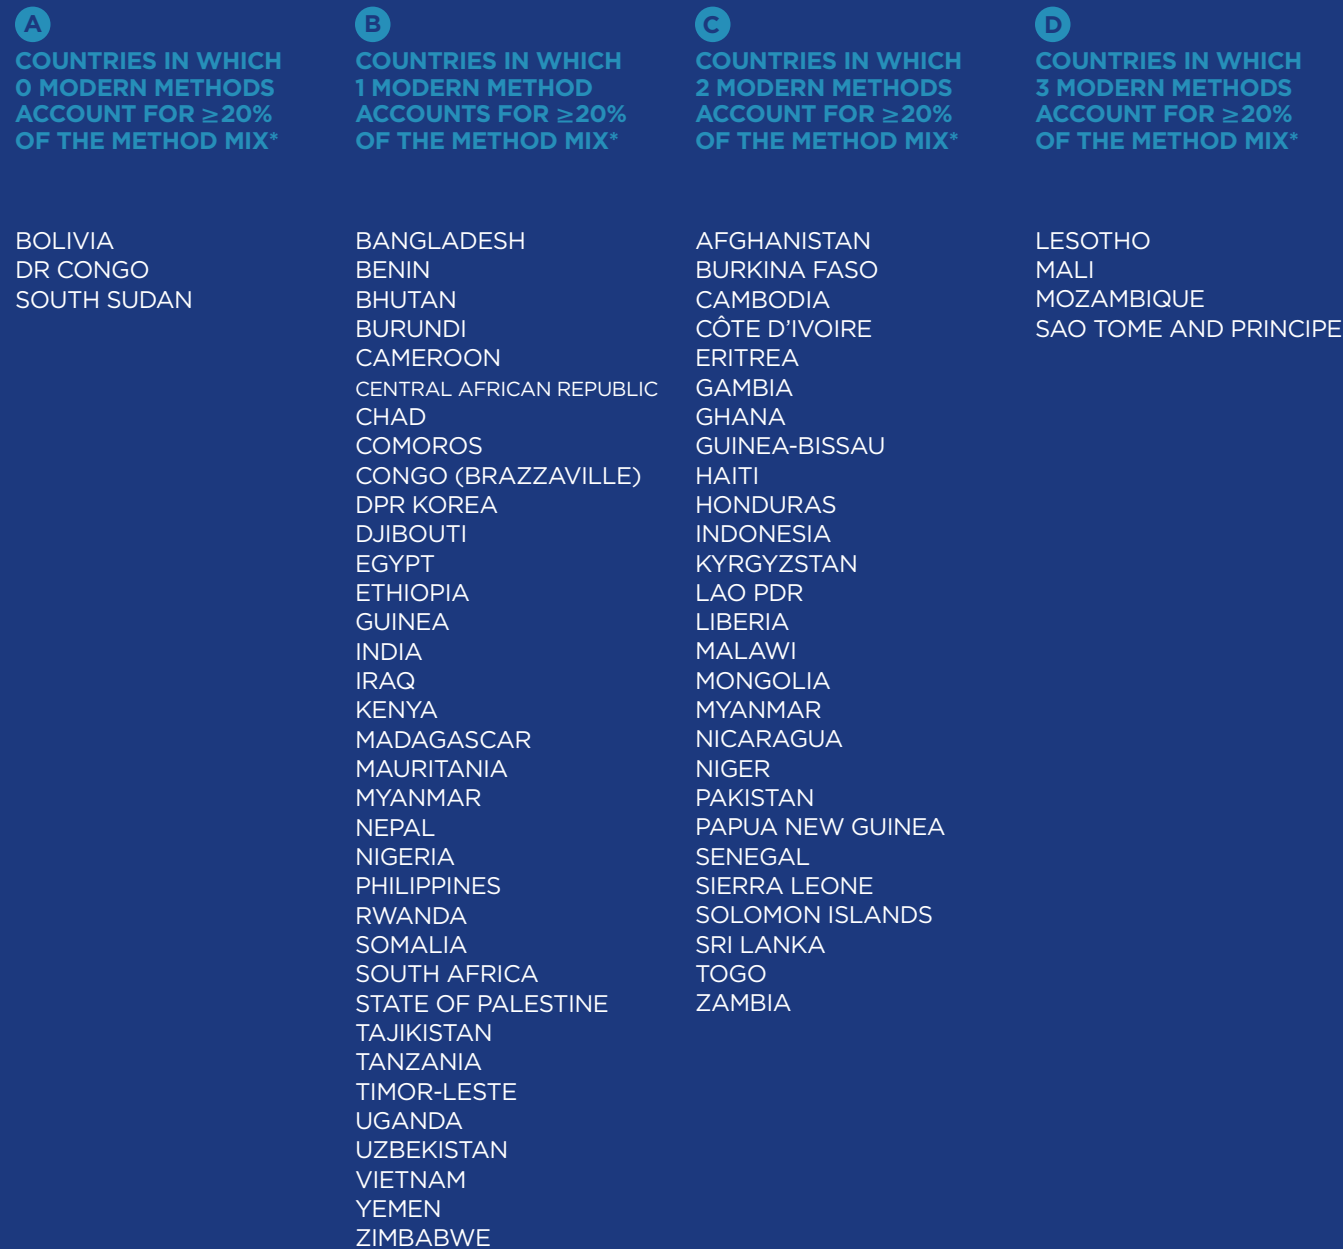 A
COUNTRIES IN WHICH
0 MODERN METHODS
ACCOUNT FOR ≥20%
OF THE METHOD MIX*
BOLIVIA
DR CONGO
SOUTH SUDAN
B
COUNTRIES IN WHICH
1 MODERN METHOD
ACCOUNTS FOR ≥20%
OF THE METHOD MIX*
BANGLADESH
BENIN
BHUTAN
BURUNDI
CAMEROON
CENTRAL AFRICAN REPUBLIC
CHAD
COMOROS
CONGO (BRAZZAVILLE)
DPR KOREA
DJIBOUTI
EGYPT
ETHIOPIA
GUINEA
INDIA
IRAQ
KENYA
MADAGASCAR
MAURITANIA
MYANMAR
NEPAL
NIGERIA
PHILIPPINES
RWANDA
SOMALIA
SOUTH AFRICA
STATE OF PALESTINE
TAJIKISTAN
TANZANIA
TIMOR-LESTE
UGANDA
UZBEKISTAN
VIETNAM
YEMEN
ZIMBABWE
C
COUNTRIES IN WHICH
2 MODERN METHODS
ACCOUNT FOR ≥20%
OF THE METHOD MIX*
AFGHANISTAN
BURKINA FASO
CAMBODIA
CÔTE D’IVOIRE
ERITREA
GAMBIA
GHANA
GUINEA-BISSAU
HAITI
HONDURAS
INDONESIA
KYRGYZSTAN
LAO PDR
LIBERIA
MALAWI
MONGOLIA
MYANMAR
NICARAGUA
NIGER
PAKISTAN
PAPUA NEW GUINEA
SENEGAL
SIERRA LEONE
SOLOMON ISLANDS
SRI LANKA
TOGO
ZAMBIA
D
COUNTRIES IN WHICH
3 MODERN METHODS
ACCOUNT FOR ≥20%
OF THE METHOD MIX*
LESOTHO
MALI
MOZAMBIQUE
SAO TOME AND PRINCIPE